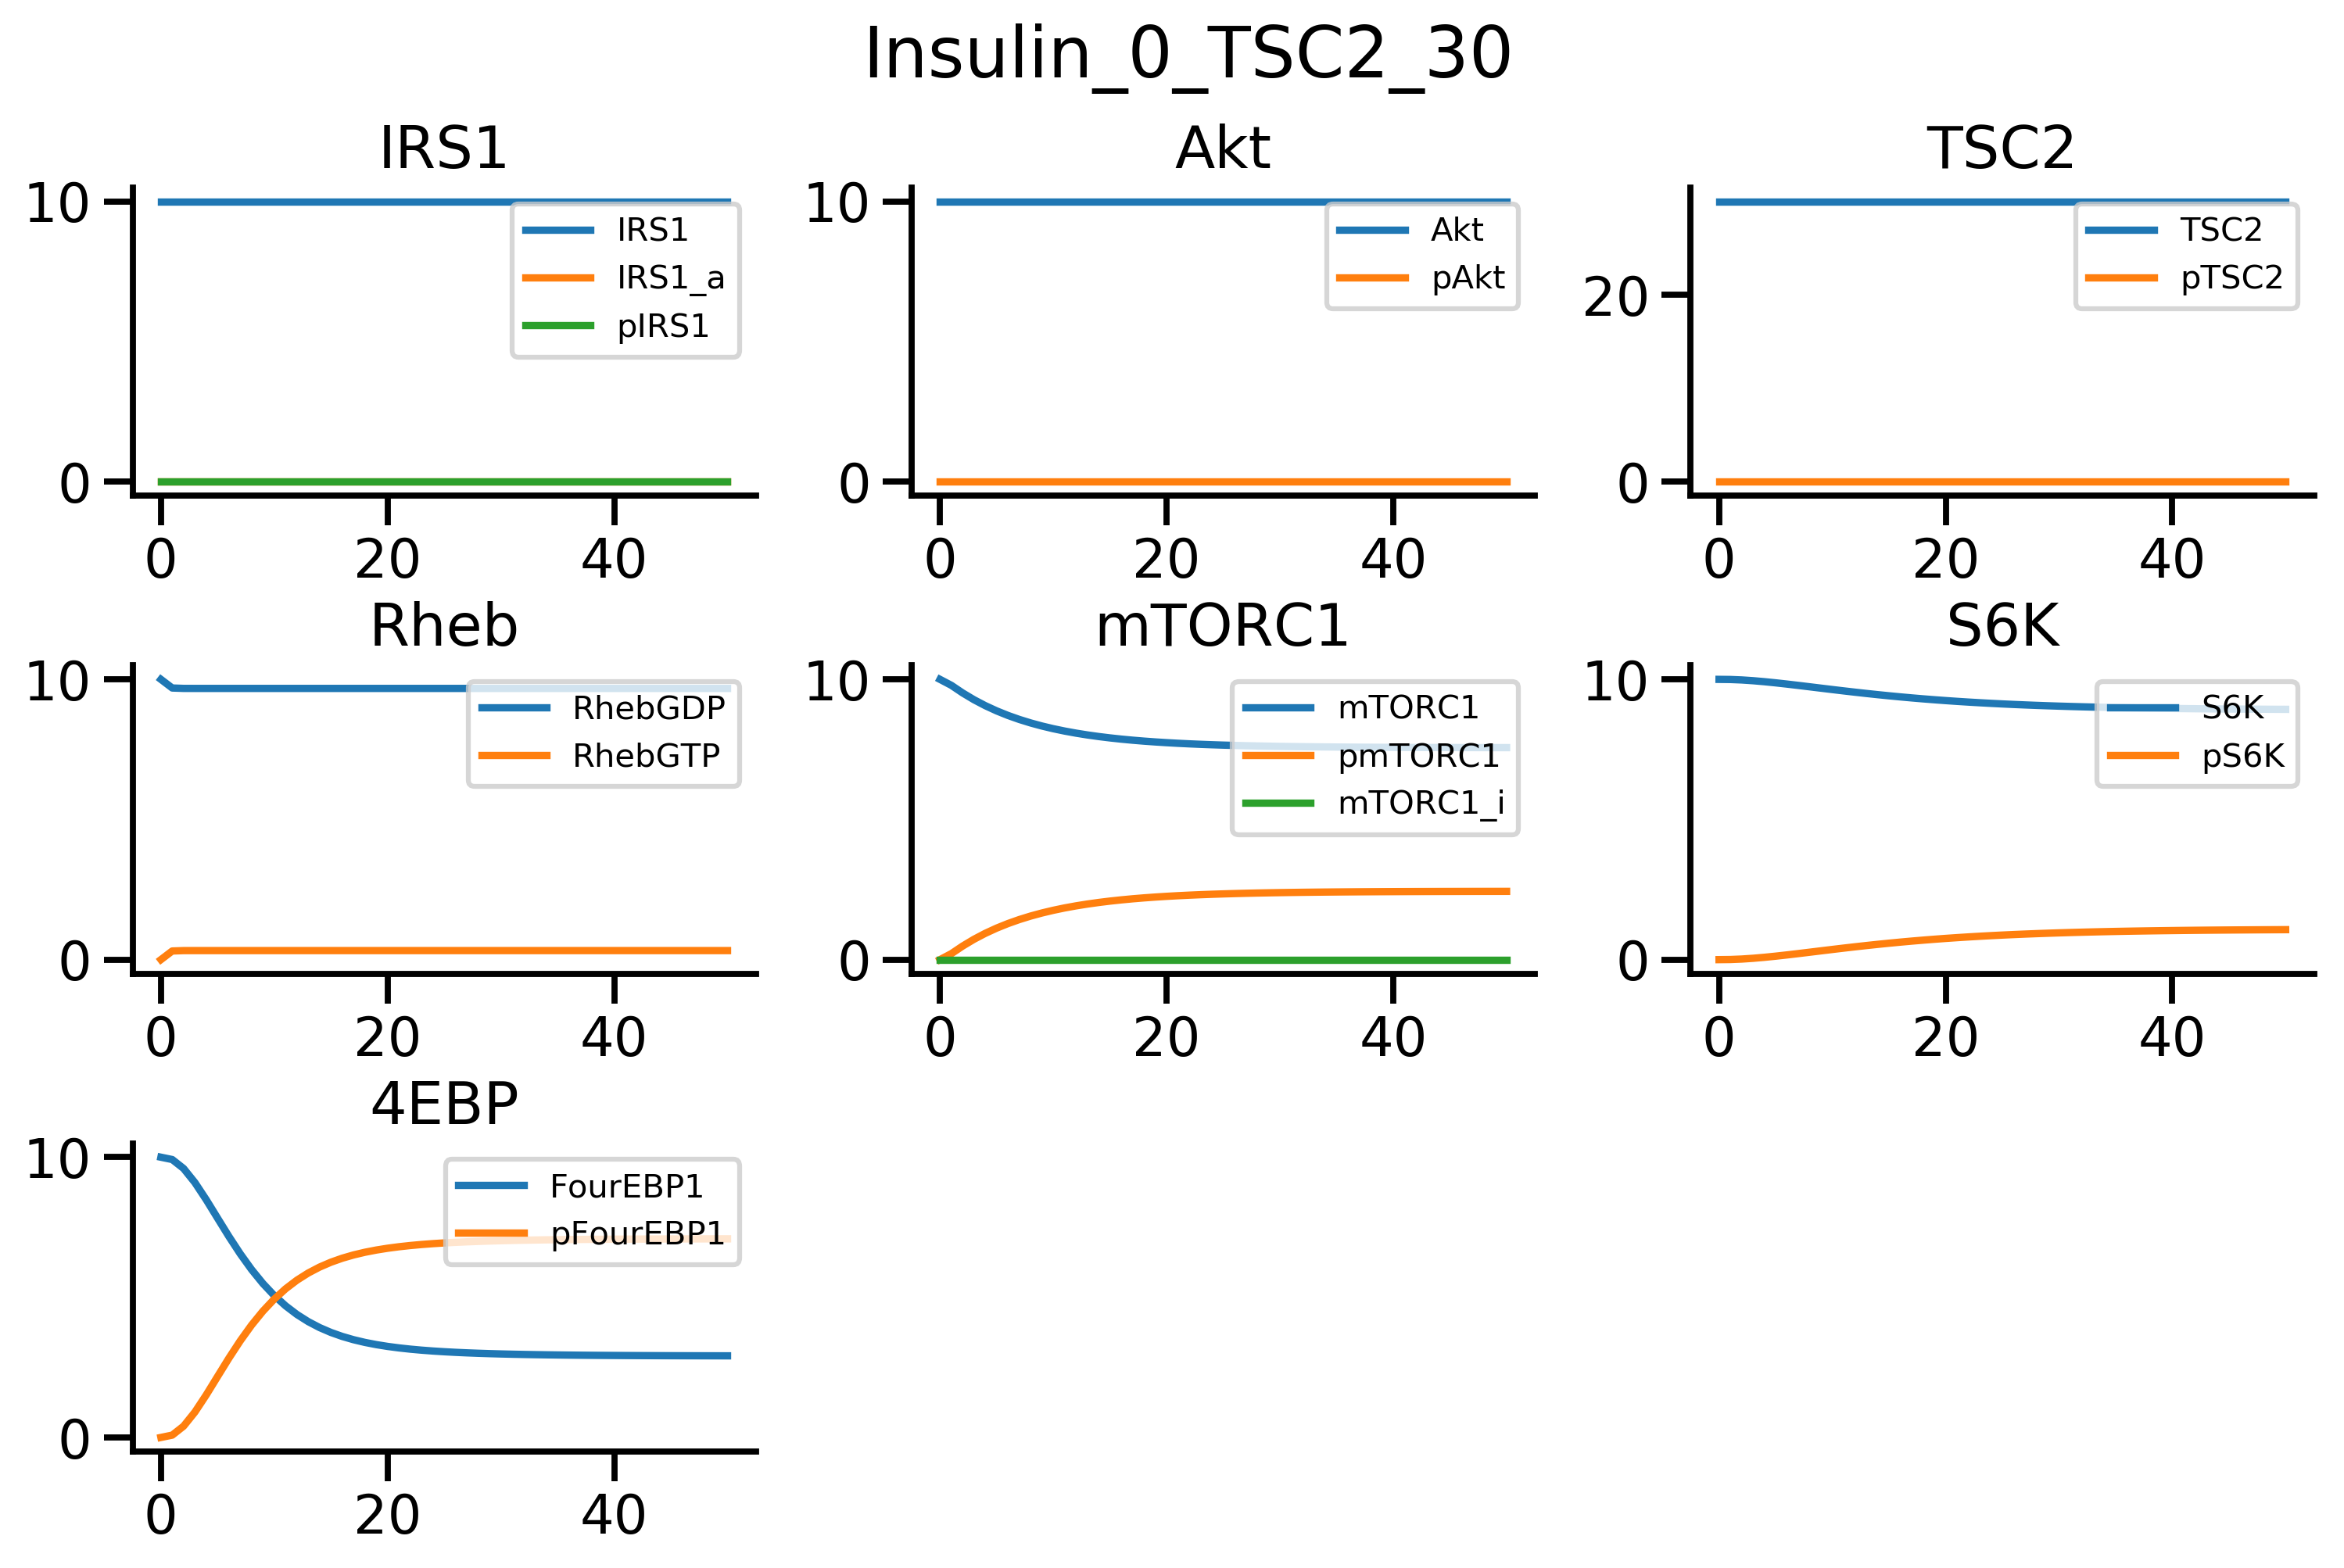 Insulin_0_TSC2_30
IRS1
10
0
0 20 40
IRS1
IRS1_a
pIRS1
Akt
10
0
0 20 40
Akt
pAkt
TSC2
20
0
0 20 40
TSC2
pTSC2
Rheb
10
0
0 20 40
RhebGDP
RhebGTP
mTORC1
10
0
0 20 40
mTORC1
pmTORC1
mTORC1_i
S6K
10
0
0 20 40
S6K
pS6K
4EBP
10
0
0 20 40
FourEBP1
pFourEBP1